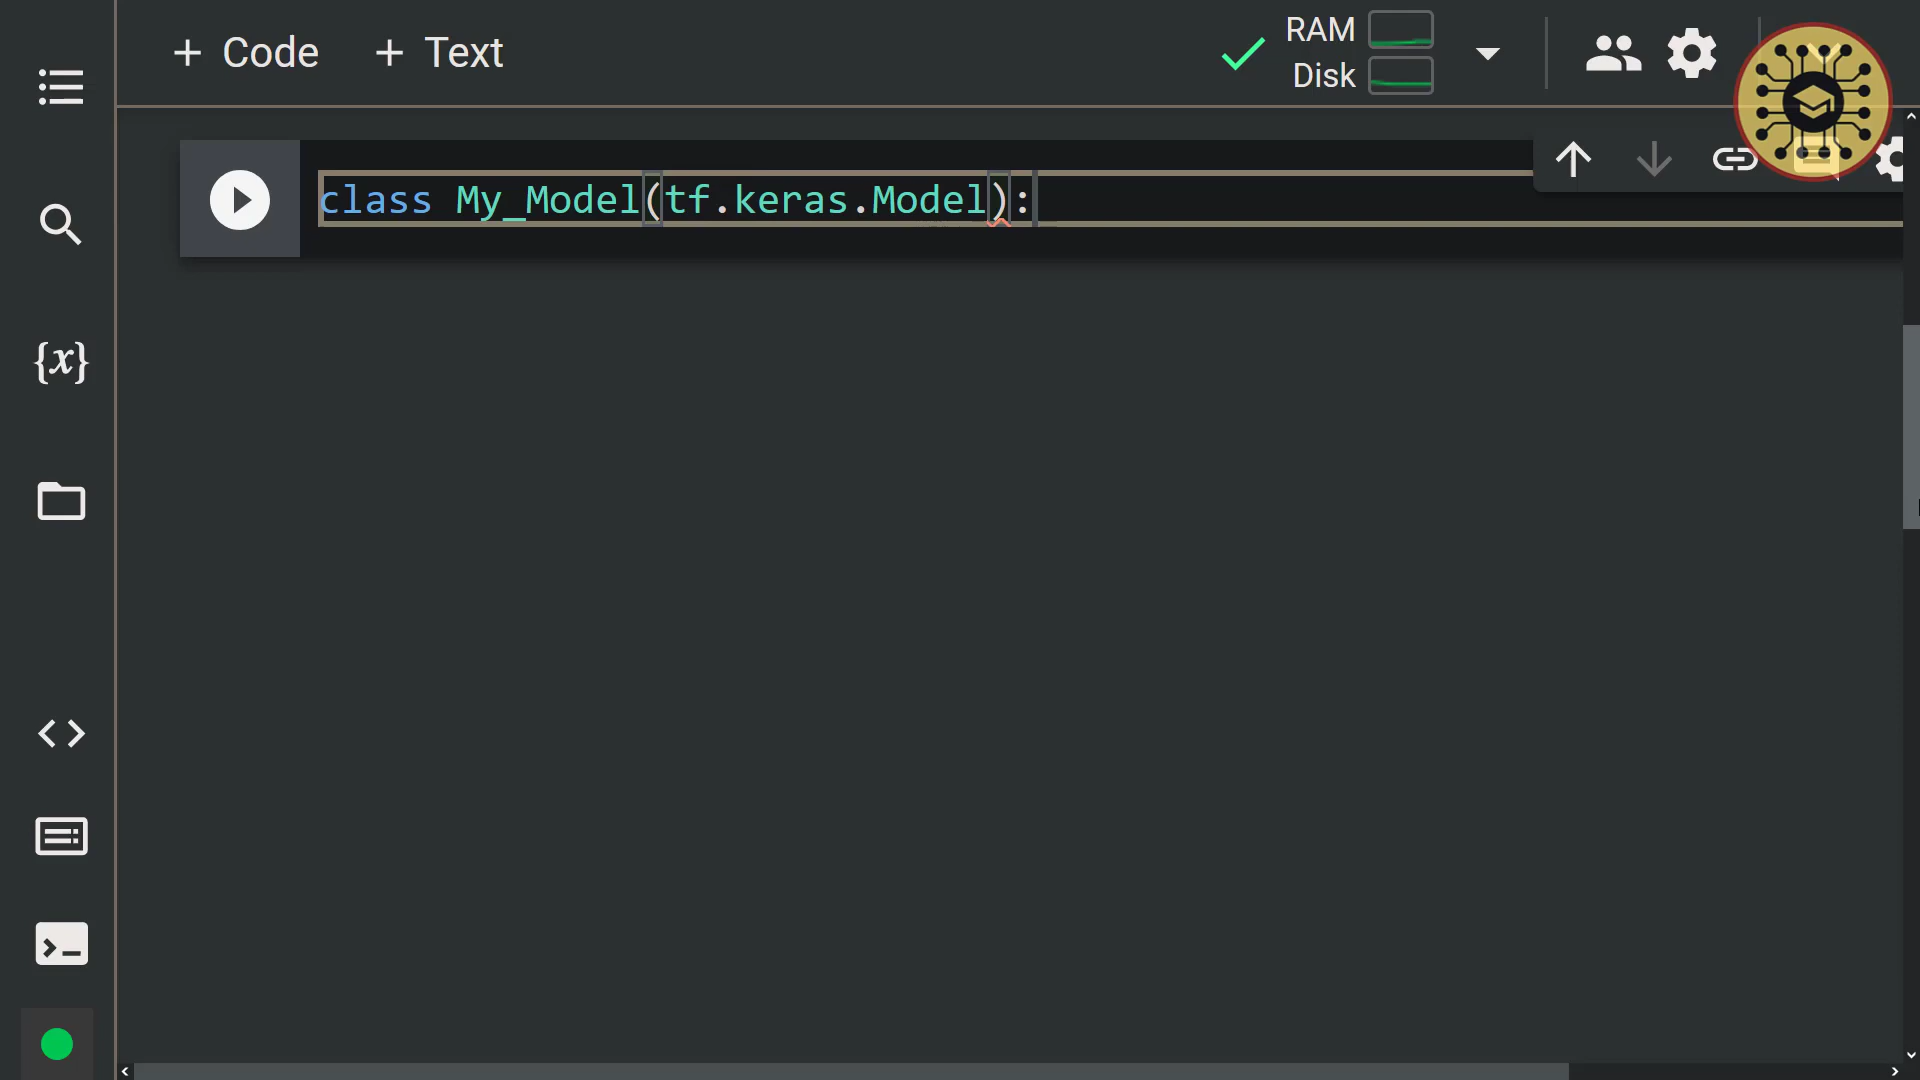 + Code + Text
RAM
Disk
class My_Model(tf.keras.Model):
{x}